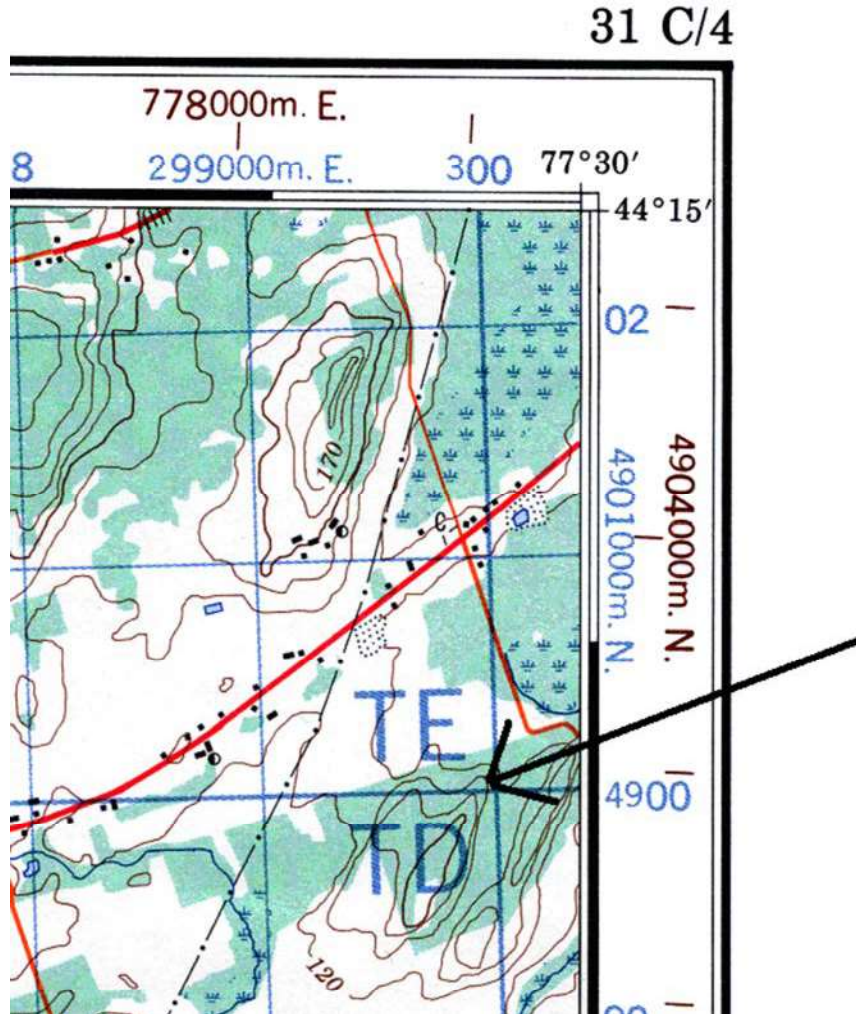 31 C/4
778000m. E.
8 299000m. E. 300 77°30′
44°15′
02
170
4901000m. N.
4904000m. N.
TE
4900
TD
120